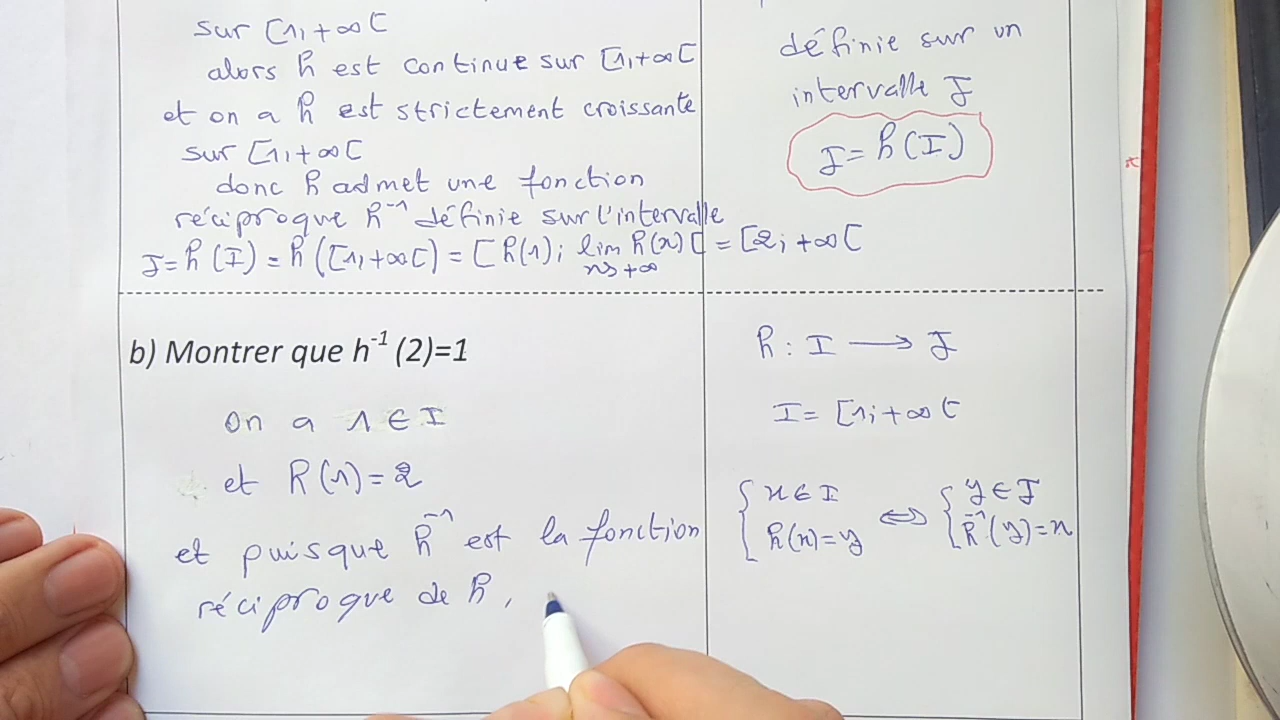 sur [1,+∞[
alors h est continue sur [1,+∞[
et on a h est strictement croissante
sur [1,+∞[
donc h admet une fonction
réciproque h⁻¹ définie sur l'intervalle
J=h(I)=h([1,+∞[)=[h(1); lim h(x)[=[2;+∞[
x→+∞
définie sur un
intervalle J
J=h(I)
b) Montrer que h⁻¹(2)=1
On a 1∈I
et h(1)=2
et puisque h⁻¹ est la fonction
réciproque de h,
h : I ⟶ J
I=[1;+∞[
{ x∈I ⇔ { y∈J
h(x)=y h⁻¹(y)=x